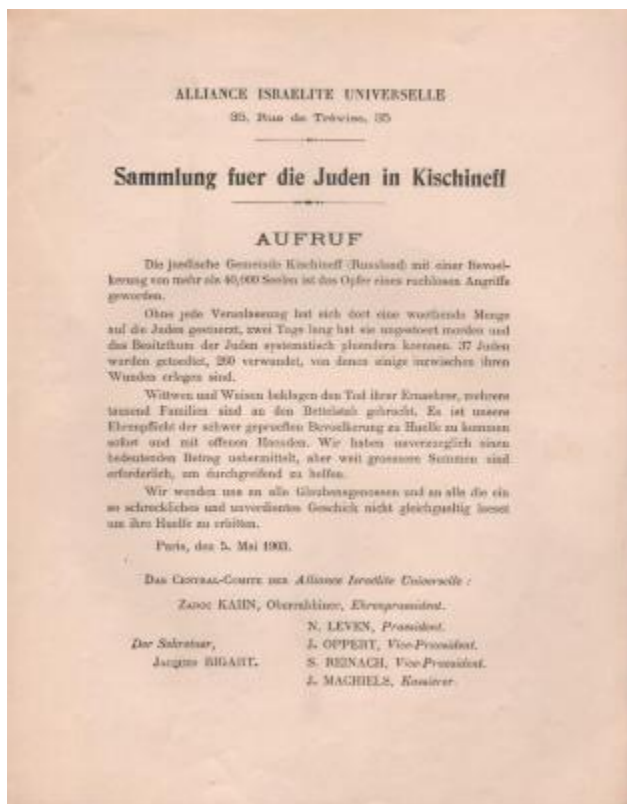 ALLIANCE ISRAELITE UNIVERSELLE
35, Rue de Trévise, 35
Sammlung fuer die Juden in Kischineff
AUFRUF
Die juedische Gemeinde Kischineff (Russland) mit einer Bevoel-
kerung von mehr als 60,000 Seelen ist das Opfer eines ruchlosen Angriffs
geworden.
Ohne jede Veranlassung hat sich dort eine wuethende Menge
auf die Juden gestuerzt, zwei Tage lang hat sie ungestoert morden und
das Besitzthum der Juden systematisch pluendern koennen. 37 Juden
wurden getoedtet, 260 verwundet, von denen einige inzwischen ihren
Wunden erlegen sind.
Wittwen und Waisen beklagen den Tod ihrer Ernaehrer, mehrere
tausend Familien sind an den Bettelstab gebracht. Es ist unsere
Ehrenpflicht der schwer geprueften Bevoelkerung zu Huelfe zu kommen
sofort und mit offenen Haenden. Wir haben unverzueglich einen
bedeutenden Betrag uebermittelt, aber weit groessere Summen sind
erforderlich, um durchgreifend zu helfen.
Wir wenden uns an alle Glaubensgenossen und an alle die ein
so schreckliches und unverdientes Geschick nicht gleichgueltig laesst
um ihre Huelfe zu erbitten.
Paris, den 5. Mai 1903.
Das Central-Comite der Alliance Israélite Universelle :
Zadoc KAHN, Oberrabbiner, Ehrenpraesident.
N. LEVEN, Praesident.
Der Sekretaer, J. OPPERT, Vice-Praesident.
Jacques BIGART. S. REINACH, Vice-Praesident.
J. MACHIELS, Kassierer.